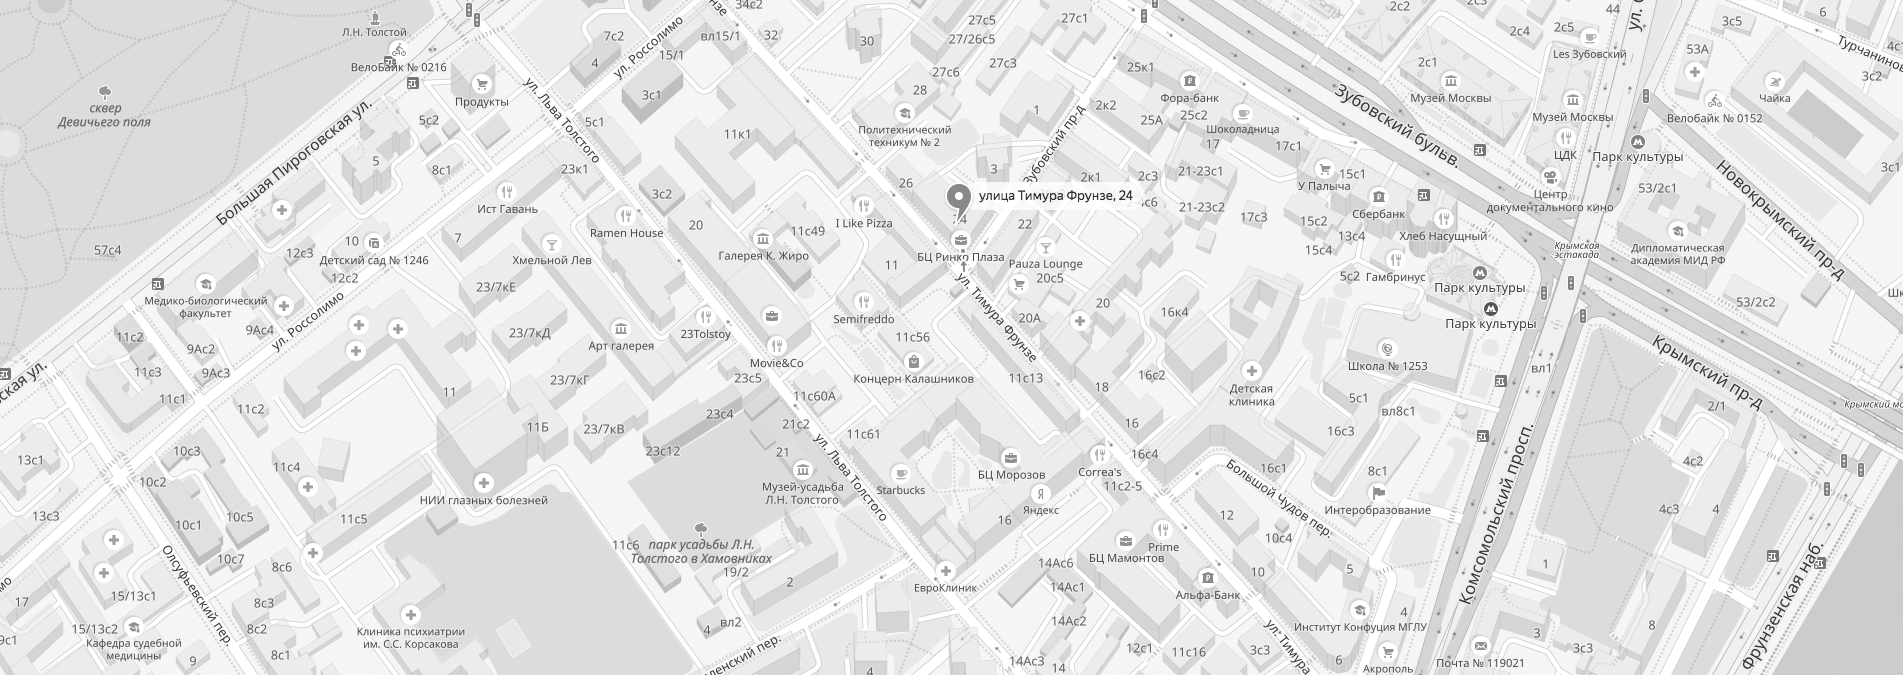 Л.Н. Толстой
ВелоБайк № 0216
сквер
Девичьего поля
Большая Пироговская ул.
Продукты
ул. Россолимо
7с2
4
15/1
вл15/1
34с2
32
3с1
11к1
5с1
5с2
8с1
5
23к1
ул. Льва Толстого
30
27с5
27/26с5
27с1
27с3
27с6
28
Политехнический
техникум № 2
1
2к2
25к1
Фора-банк
25с2
25А
Шоколадница
17
17с1
Зубовский пр-д
3
26
2к1
2с3
21-23с1
21-23с2
17с3
У Палыча
15с1
15с2
15с4
13с4
Сбербанк
Хлеб Насущный
Гамбринус
5с2
Зубовский бульв.
2с1
2с4
2с2
44
Музей Москвы
Les Зубовский
Музей Москвы
ЦДК
Центр
документального кино
Парк культуры
53А
3с5
6
Турчанинов
3с2
Чайка
Велобайк № 0152
3с1
53/2с1
Новокрымский пр-д
Дипломатическая
академия МИД РФ
53/2с2
Крымская
эстакада
Парк культуры
Парк культуры
Крымский пр-д
2/1
4с2
4с3
4
1
вл1
Комсомольский просп.
Фрунзенская наб.
улица Тимура Фрунзе, 24
БЦ Ринко Плаза
22
Pauza Lounge
20с5
20А
20
ул. Тимура Фрунзе
I Like Pizza
11с49
11
Галерея К. Жиро
3с2
20
Ramen House
Ист Гавань
Хмельной Лев
7
57с4
12с3
10
Детский сад № 1246
12с2
Медико-биологический
факультет
9Ас4
9Ас2
9Ас3
ул. Россолимо
11с2
11с3
11с1
11с2
23/7кЕ
23/7кД
Арт галерея
23Tolstoy
Movie&Co
23с5
23/7кГ
23/7кВ
11
11Б
23с4
23с12
11с60А
21с2
21
11с61
Semifreddo
11с56
Концерн Калашников
11с13
16к4
16с2
18
16
16с4
Детская
клиника
Школа № 1253
5с1
вл8с1
16с3
16с1
8с1
Интеробразование
Большой Чудов пер.
БЦ Морозов
Correa's
11с2-5
Яндекс
16
Starbucks
Музей-усадьба
Л.Н. Толстого
ул. Льва Толстого
парк усадьбы Л.Н.
Толстого в Хамовниках
19/2
11с6
2
вл2
4
ЕвроКлиник
14Ас6
14Ас1
14Ас2
14Ас3
БЦ Мамонтов
Prime
12
10с4
10
Альфа-Банк
5
4
Институт Конфуция МГЛУ
ул. Тимура
12с1
11с16
3с3
6
Акрополь
Почта № 119021
13с1
10с3
10с2
10с1
10с5
10с7
13с3
11с4
НИИ глазных болезней
11с5
8с6
8с3
8с2
8с1
Олсуфьевский пер.
17
15/13с1
15/13с2
Кафедра судебной
медицины
9
Клиника психиатрии
им. С.С. Корсакова